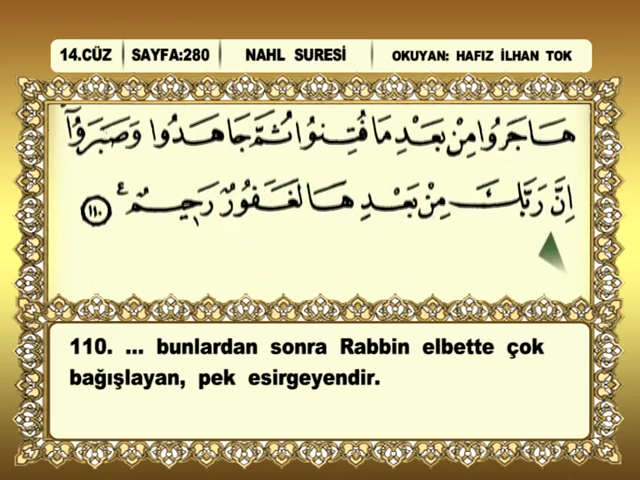 14.CÜZ SAYFA:280 NAHL SURESİ OKUYAN: HAFIZ İLHAN TOK
هَاجَرُوا مِنْ بَعْدِ مَا فُتِنُوا ثُمَّ جَاهَدُوا وَصَبَرُوٓا
اِنَّ رَبَّكَ مِنْ بَعْدِهَا لَغَفُورٌ رَح۪يمٌ ع ﴿١١٠﴾
110. ... bunlardan sonra Rabbin elbette çok
bağışlayan, pek esirgeyendir.